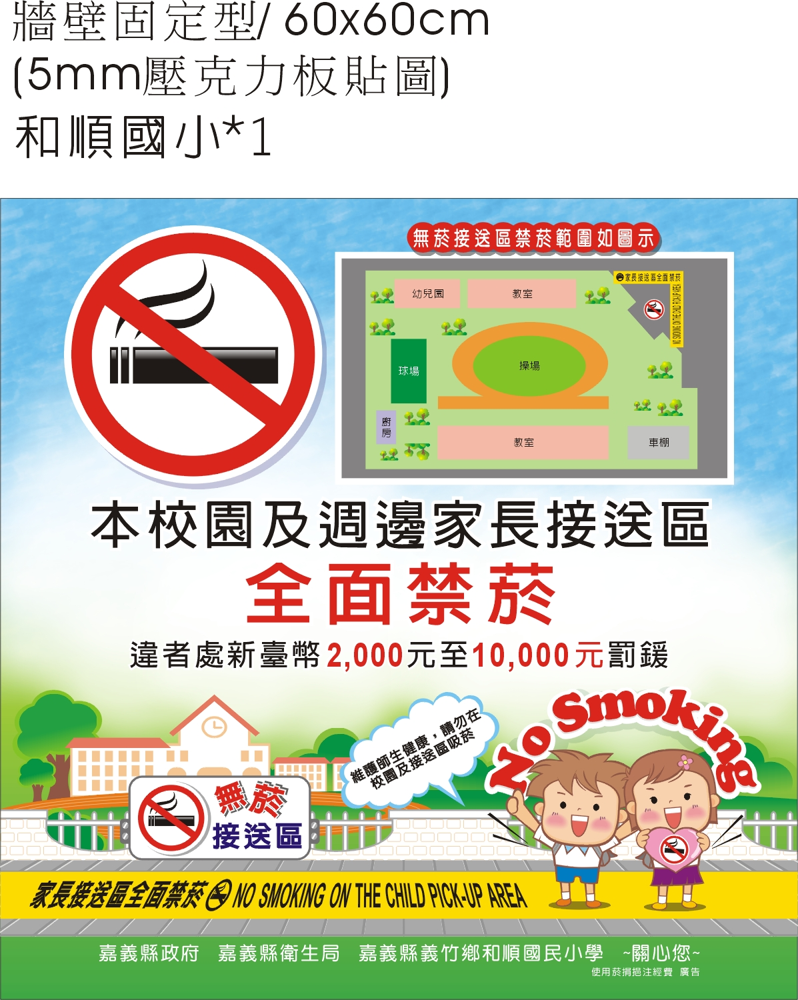 牆壁固定型/ 60x60cm
(5mm壓克力板貼圖)
和順國小*1
無菸接送區禁菸範圍如圖示
家長接送區全面禁菸
NO SMOKING ON THE CHILD PICK-UP AREA
幼兒園
教室
球場
操場
廚房
教室
車棚
本校園及週邊家長接送區
全面禁菸
違者處新臺幣2,000元至10,000元罰鍰
No Smoking
維護師生健康，請勿在
校園及接送區吸菸
無菸
接送區
家長接送區全面禁菸 NO SMOKING ON THE CHILD PICK-UP AREA
嘉義縣政府 嘉義縣衛生局 嘉義縣義竹鄉和順國民小學 ~關心您~
使用菸捐挹注經費 廣告